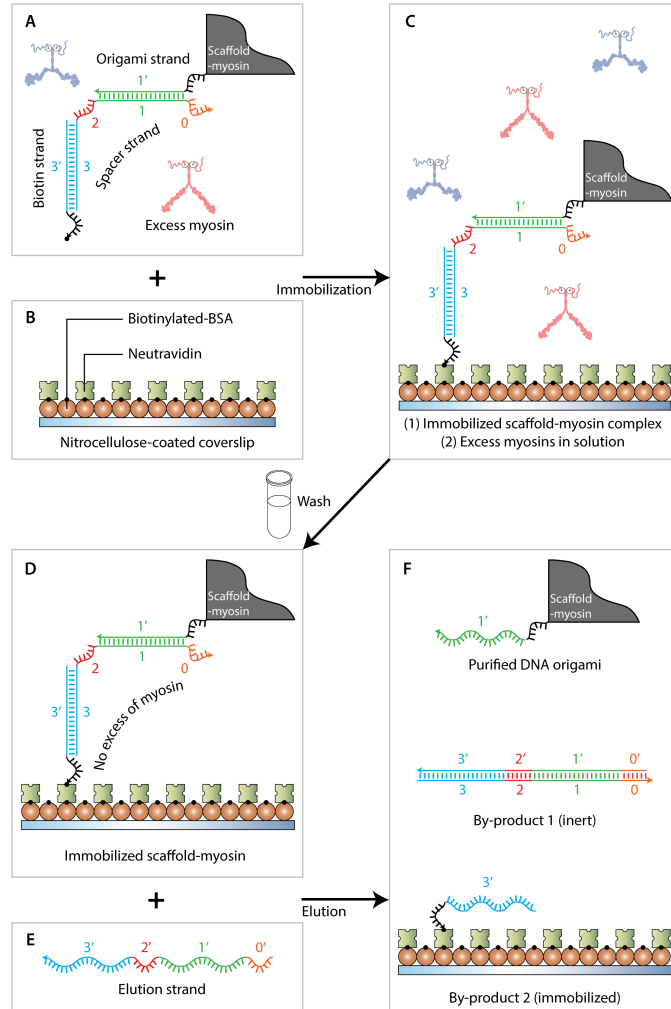 A
Origami strand
Scaffold
-myosin
1′
1
2
0
Biotin strand
3′
3
Spacer strand
Excess myosin
+
Immobilization
B
Biotinylated-BSA
Neutravidin
Nitrocellulose-coated coverslip
C
Scaffold
-myosin
1′
1
2
0
3′
3
(1) Immobilized scaffold-myosin complex
(2) Excess myosins in solution
Wash
D
Scaffold
-myosin
1′
1
2
0
3′
3
No excess of myosin
Immobilized scaffold-myosin
+
Elution
E
3′ 2′ 1′ 0′
Elution strand
F
Scaffold
-myosin
1′
Purified DNA origami
3′ 2′ 1′ 0′
3 2 1 0
By-product 1 (inert)
3′
By-product 2 (immobilized)